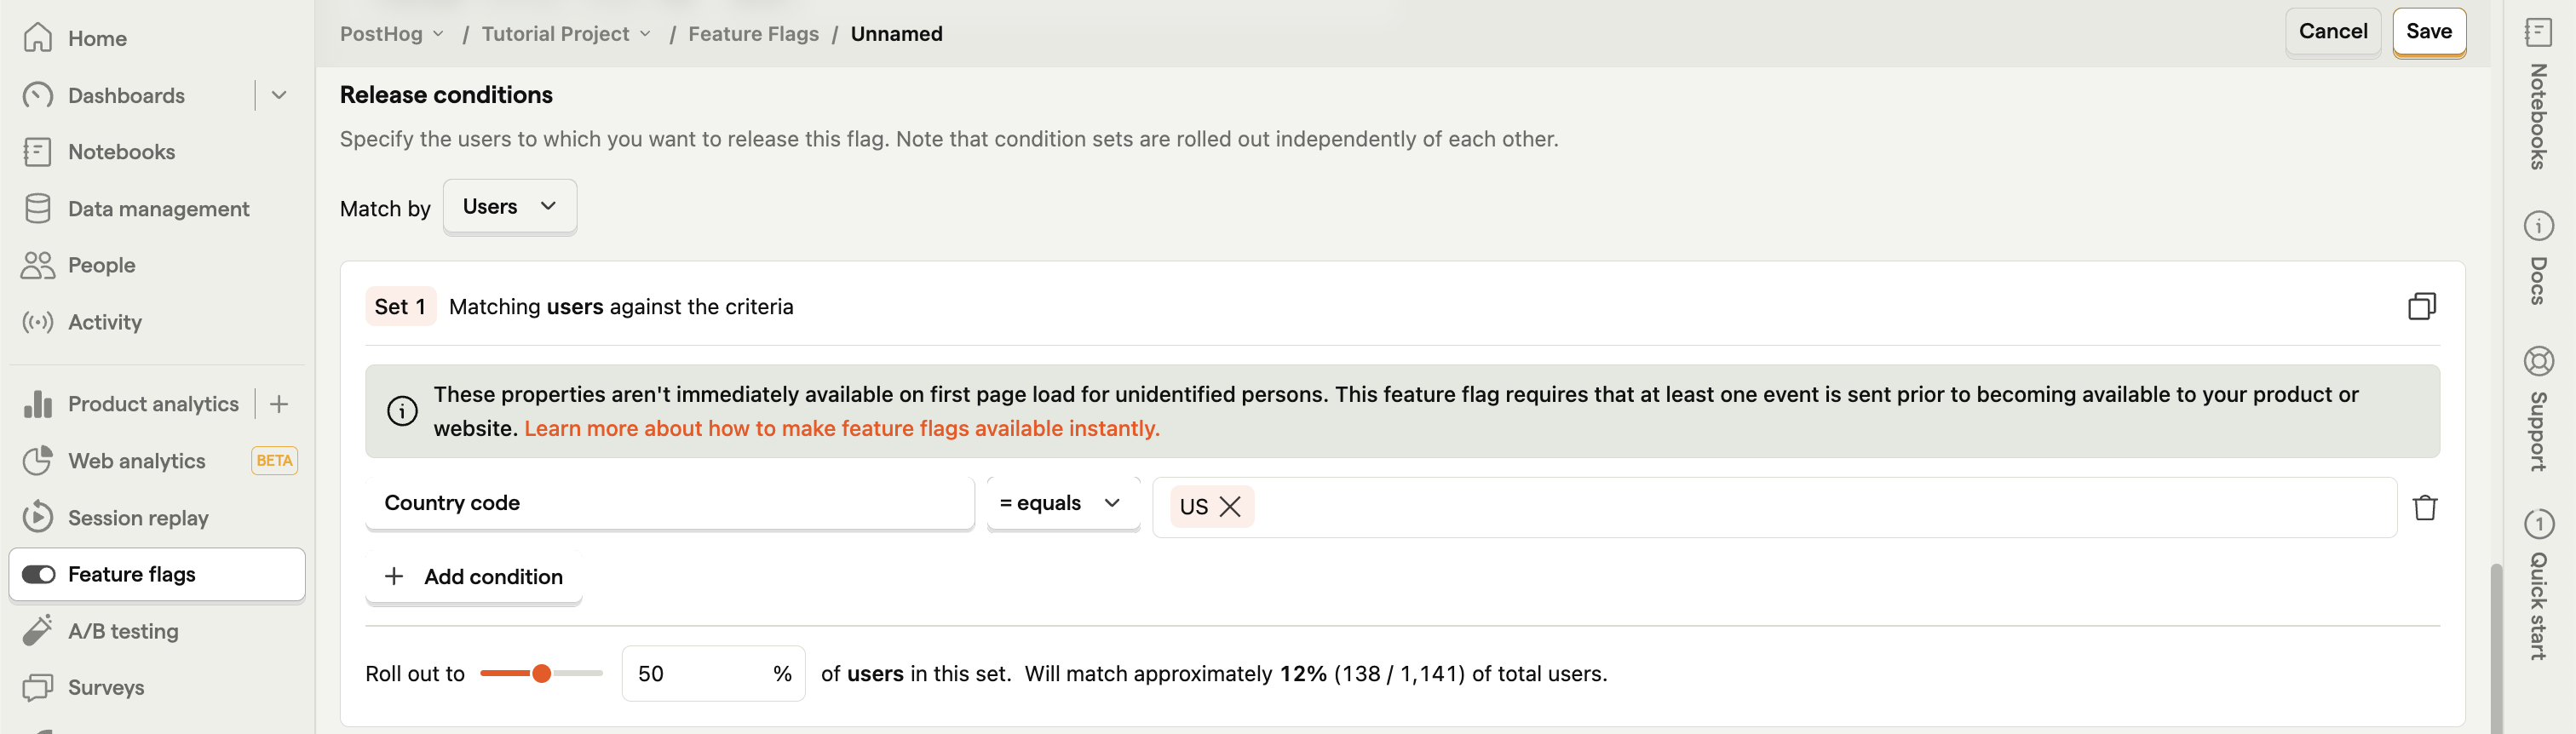 Home
Dashboards
Notebooks
Data management
People
Activity
Product analytics
Web analytics BETA
Session replay
Feature flags
A/B testing
Surveys
PostHog / Tutorial Project / Feature Flags / Unnamed
Cancel Save
Release conditions
Specify the users to which you want to release this flag. Note that condition sets are rolled out independently of each other.
Match by Users
Set 1 Matching users against the criteria
These properties aren't immediately available on first page load for unidentified persons. This feature flag requires that at least one event is sent prior to becoming available to your product or
website. Learn more about how to make feature flags available instantly.
Country code = equals US
+ Add condition
Roll out to 50 % of users in this set. Will match approximately 12% (138 / 1,141) of total users.
Notebooks
Docs
Support
1 Quick start